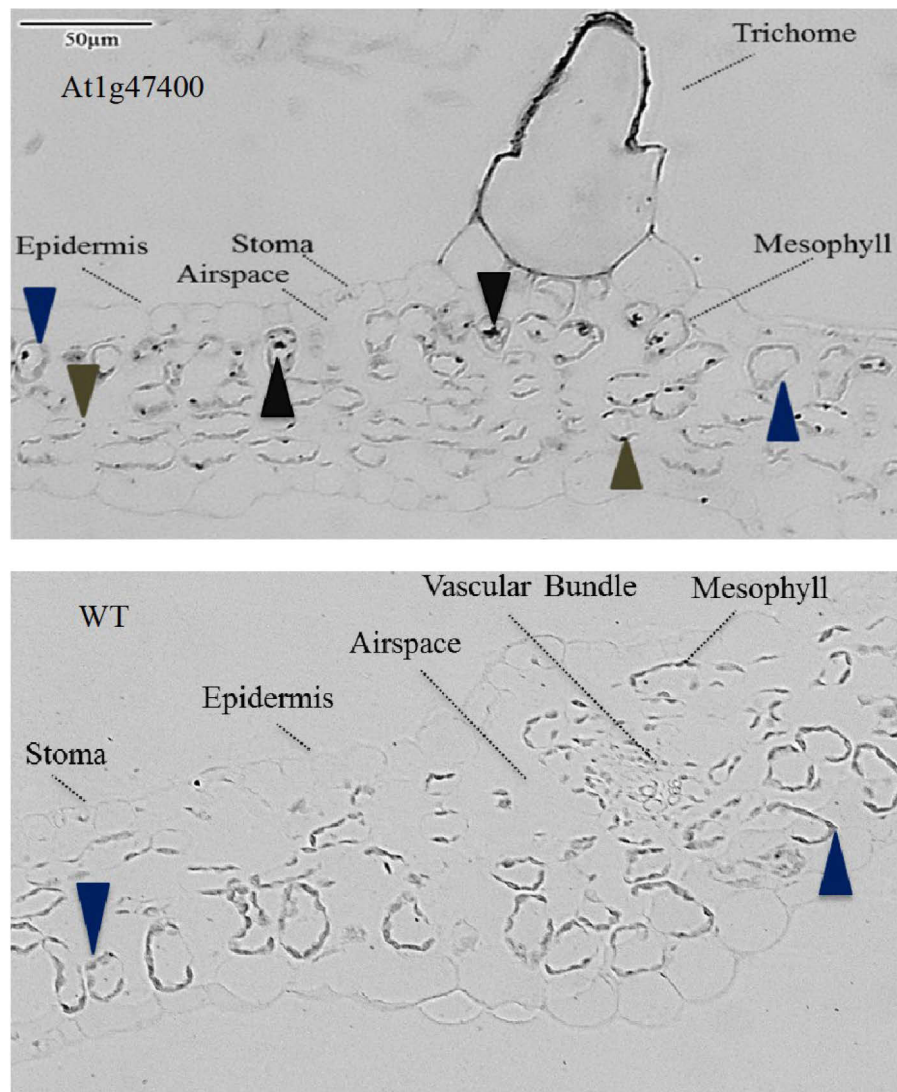 50µm
Trichome
At1g47400
Epidermis
Stoma
Airspace
Mesophyll
WT
Vascular Bundle
Mesophyll
Airspace
Epidermis
Stoma